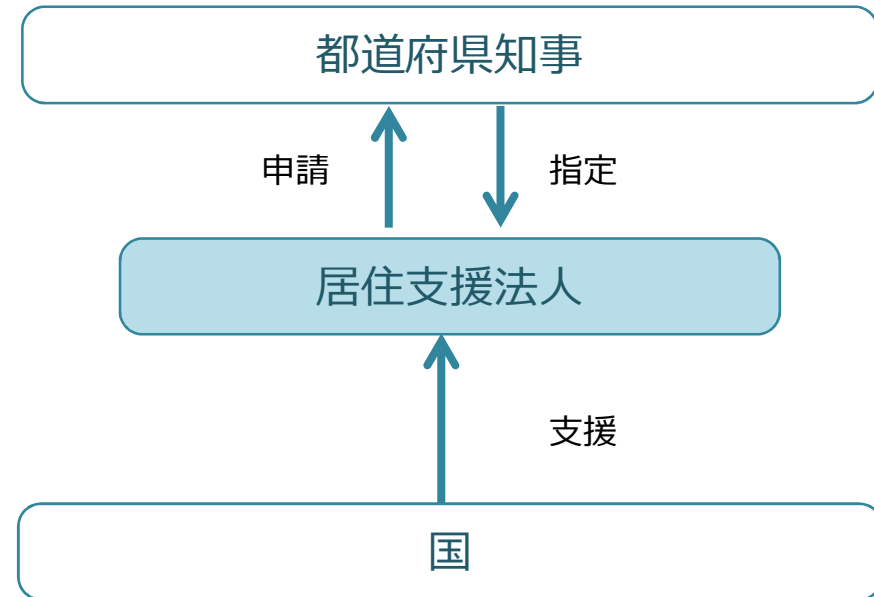 都道府県知事
申請
指定
居住支援法人
支援
国